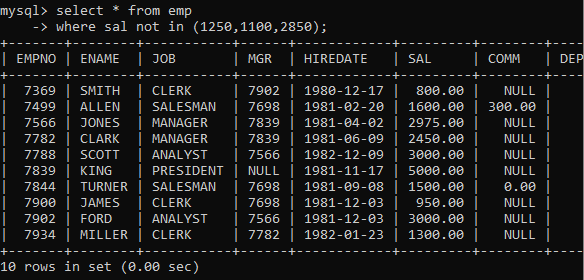 mysql> select * from emp
    -> where sal not in (1250,1100,2850);
+-------+--------+-----------+------+------------+---------+--------+----
| EMPNO | ENAME  | JOB       | MGR  | HIREDATE   | SAL     | COMM   | DEP
+-------+--------+-----------+------+------------+---------+--------+----
|  7369 | SMITH  | CLERK     | 7902 | 1980-12-17 |  800.00 |   NULL |
|  7499 | ALLEN  | SALESMAN  | 7698 | 1981-02-20 | 1600.00 | 300.00 |
|  7566 | JONES  | MANAGER   | 7839 | 1981-04-02 | 2975.00 |   NULL |
|  7782 | CLARK  | MANAGER   | 7839 | 1981-06-09 | 2450.00 |   NULL |
|  7788 | SCOTT  | ANALYST   | 7566 | 1982-12-09 | 3000.00 |   NULL |
|  7839 | KING   | PRESIDENT | NULL | 1981-11-17 | 5000.00 |   NULL |
|  7844 | TURNER | SALESMAN  | 7698 | 1981-09-08 | 1500.00 |   0.00 |
|  7900 | JAMES  | CLERK     | 7698 | 1981-12-03 |  950.00 |   NULL |
|  7902 | FORD   | ANALYST   | 7566 | 1981-12-03 | 3000.00 |   NULL |
|  7934 | MILLER | CLERK     | 7782 | 1982-01-23 | 1300.00 |   NULL |
+-------+--------+-----------+------+------------+---------+--------+----
10 rows in set (0.00 sec)